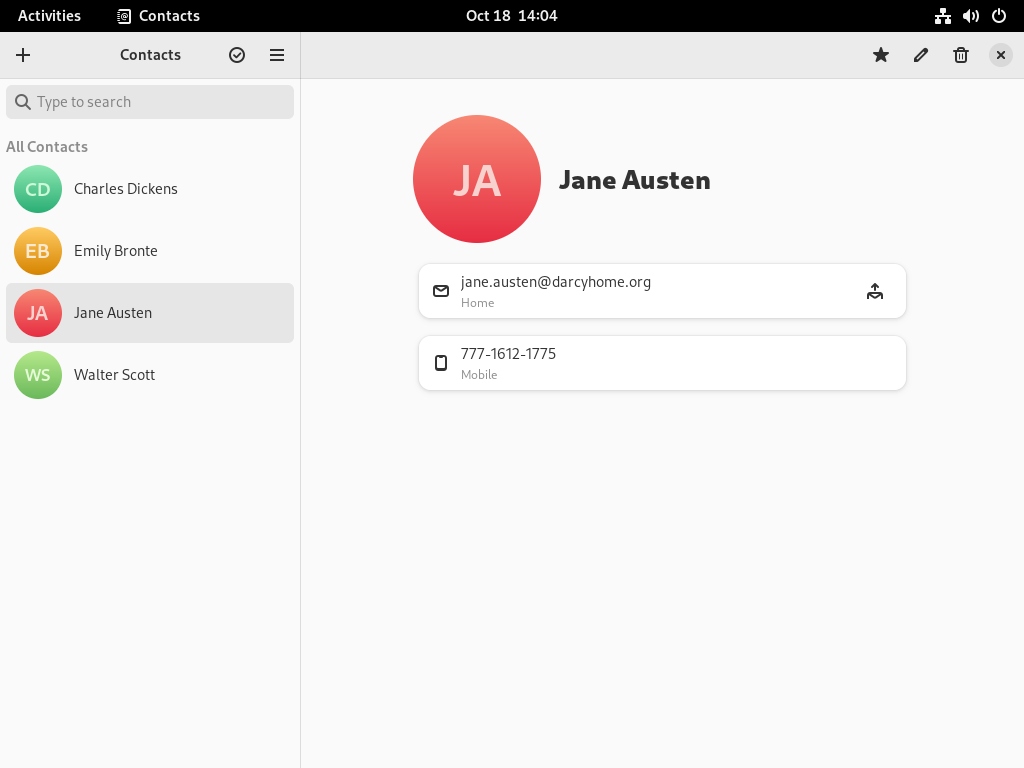 Activities
Contacts
Oct 18 14:04
Contacts
Type to search
All Contacts
CD
Charles Dickens
EB
Emily Bronte
JA
Jane Austen
WS
Walter Scott
JA
Jane Austen
jane.austen@darcyhome.org
Home
777-1612-1775
Mobile